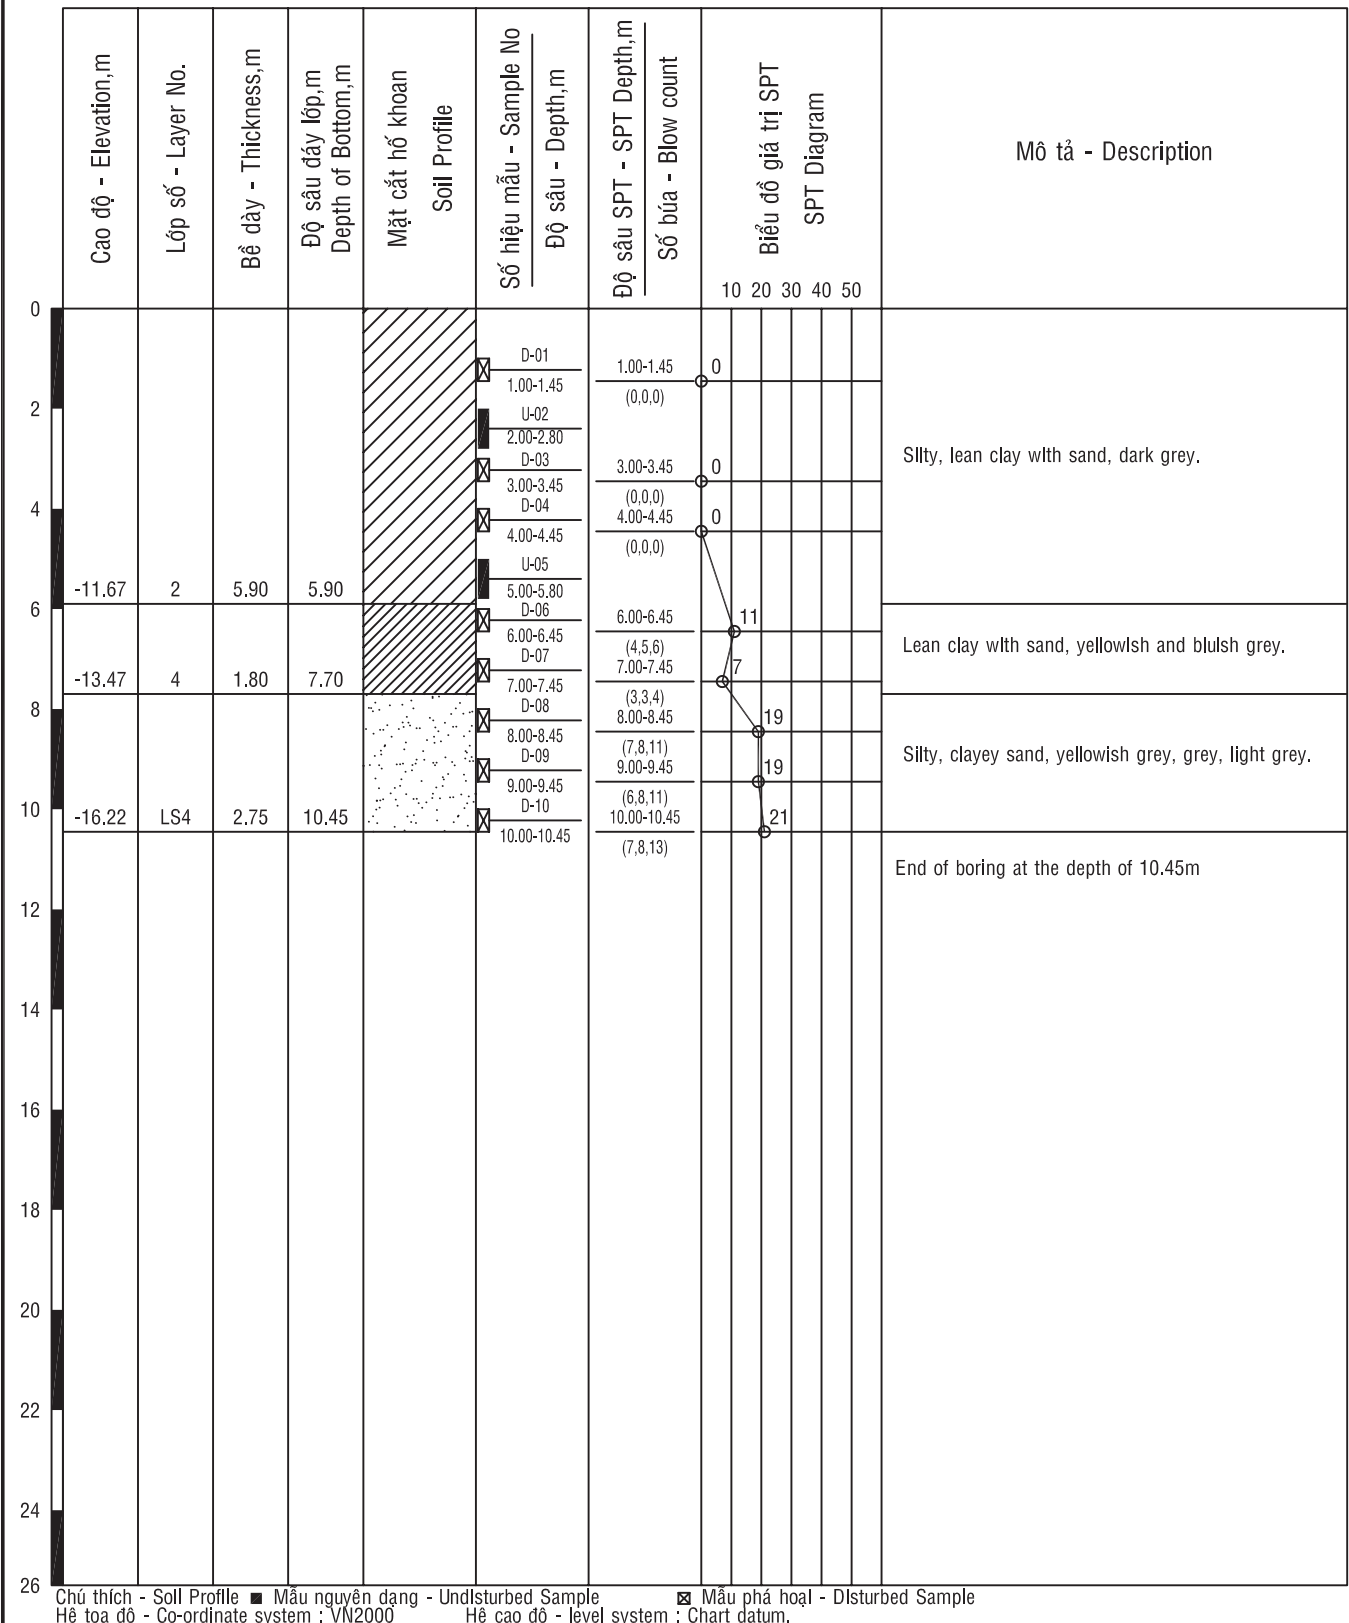 Cao độ - Elevation,m
Lớp số - Layer No.
Bề dày - Thickness,m
Độ sâu đáy lớp,m
Depth of Bottom,m
Mặt cắt hố khoan
Soil Profile
Số hiệu mẫu - Sample No
Độ sâu - Depth,m
Độ sâu SPT - SPT Depth,m
Số búa - Blow count
Biểu đồ giá trị SPT
SPT Diagram
10 20 30 40 50
Mô tả - Description
0
D-01
1.00-1.45
1.00-1.45
(0,0,0)
0
2
U-02
2.00-2.80
D-03
3.00-3.45
3.00-3.45
(0,0,0)
0
Silty, lean clay with sand, dark grey.
4
D-04
4.00-4.45
4.00-4.45
(0,0,0)
0
U-05
5.00-5.80
-11.67 2 5.90 5.90
6
D-06
6.00-6.45
6.00-6.45
(4,5,6)
11
Lean clay with sand, yellowish and bluish grey.
D-07
7.00-7.45
7.00-7.45
(3,3,4)
7
-13.47 4 1.80 7.70
8
D-08
8.00-8.45
8.00-8.45
(7,8,11)
19
Silty, clayey sand, yellowish grey, grey, light grey.
D-09
9.00-9.45
9.00-9.45
(6,8,11)
19
10
D-10
10.00-10.45
10.00-10.45
(7,8,13)
21
-16.22 LS4 2.75 10.45
End of boring at the depth of 10.45m
12
14
16
18
20
22
24
26
Chú thích - Soil Profile Mẫu nguyên dạng - Undisturbed Sample Mẫu phá hoại - Disturbed Sample
Hệ tọa độ - Co-ordinate system : VN2000 Hệ cao độ - level system : Chart datum.